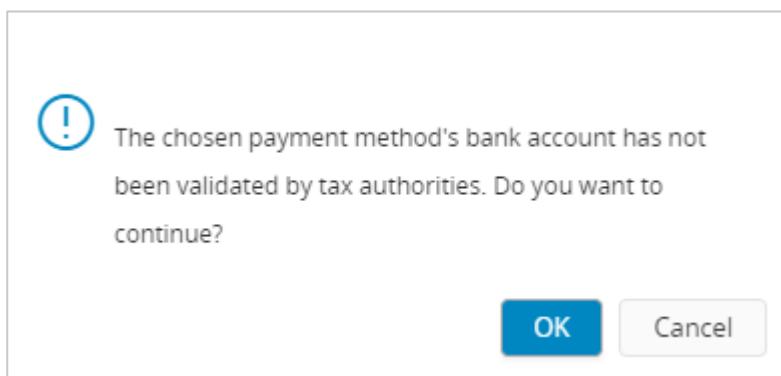 The chosen payment method's bank account has not
been validated by tax authorities. Do you want to
continue?
OK Cancel